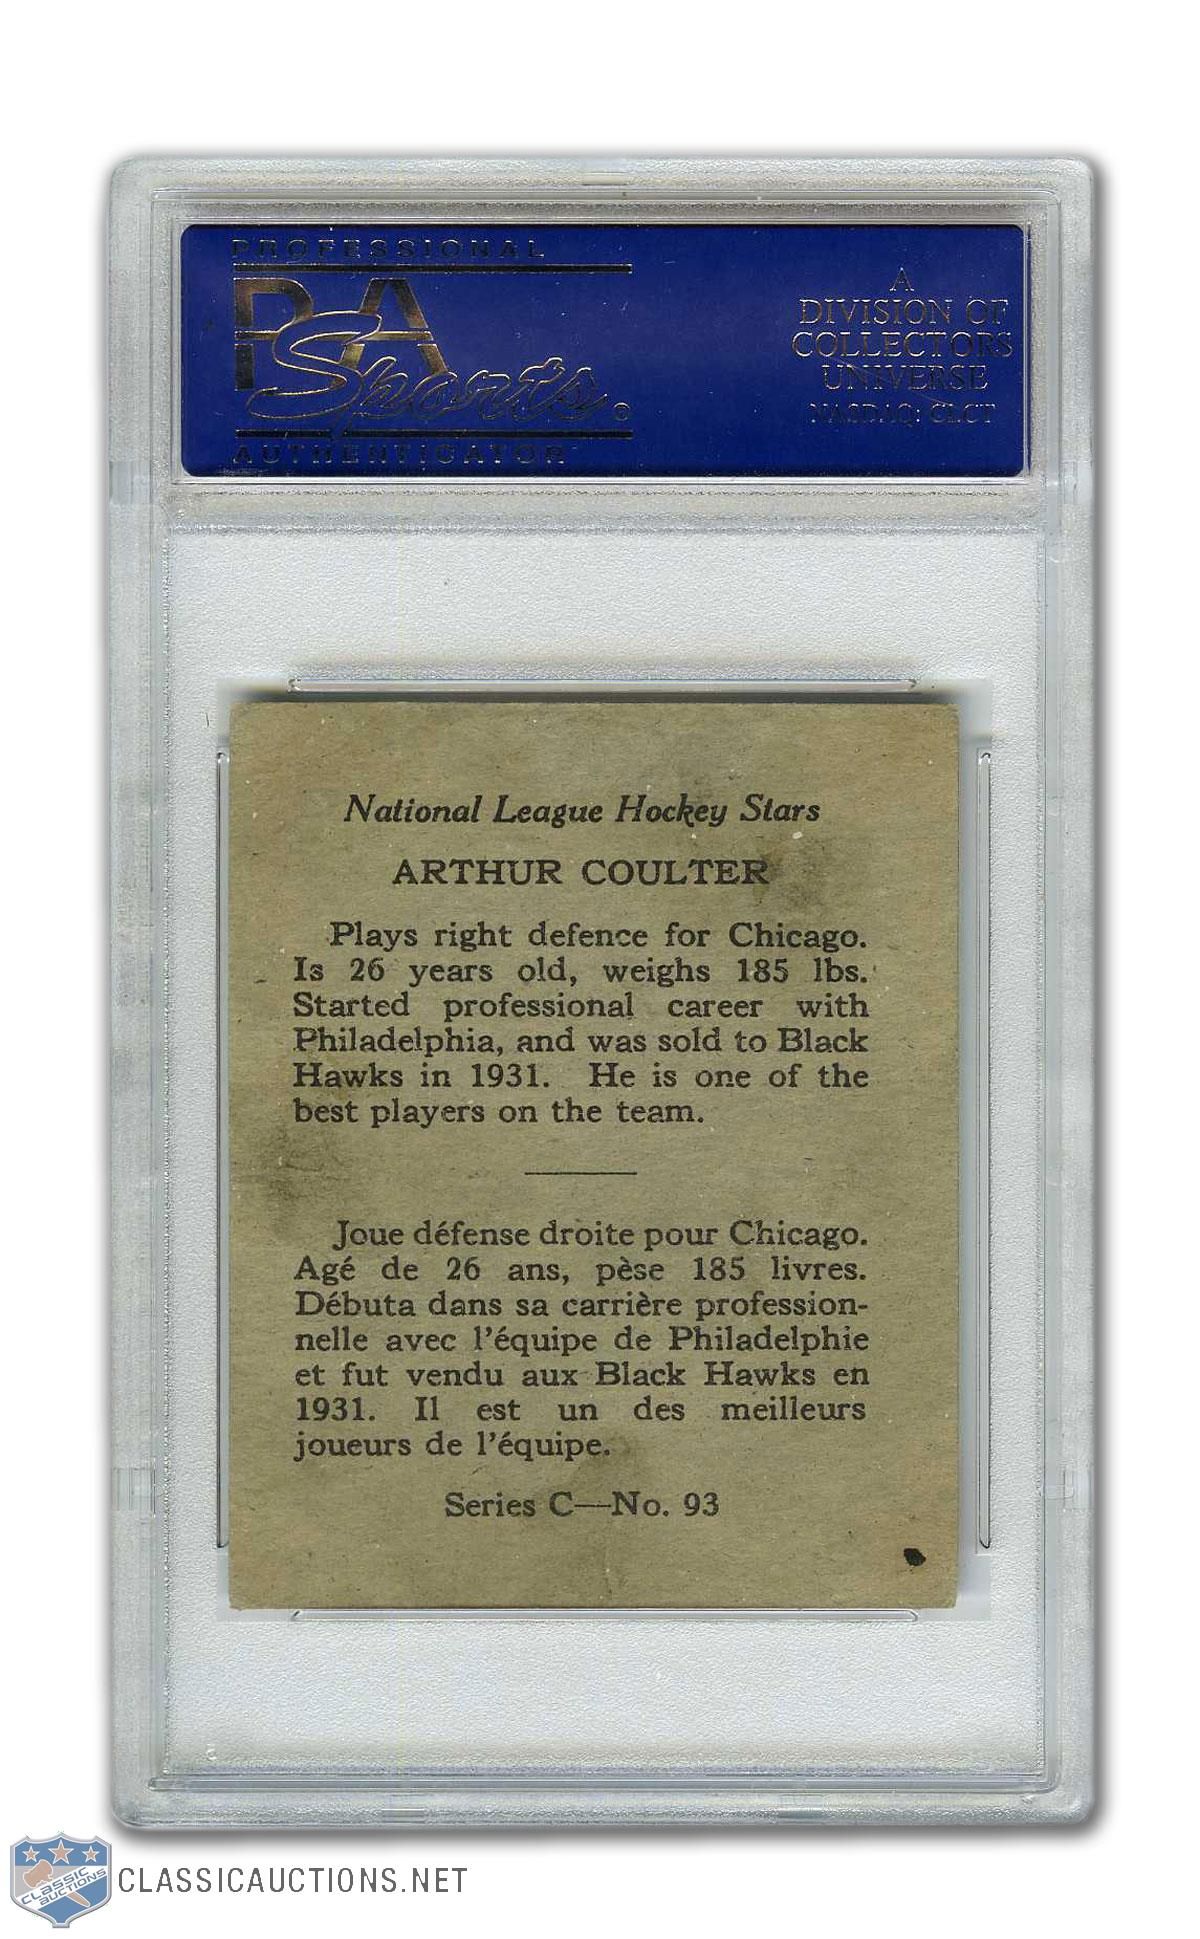 PROFESSIONAL
PSA
Sports
AUTHENTICATOR
A
DIVISION OF
COLLECTORS
UNIVERSE
NASDAQ: CLCT
National League Hockey Stars
ARTHUR COULTER
Plays right defence for Chicago.
Is 26 years old, weighs 185 lbs.
Started professional career with
Philadelphia, and was sold to Black
Hawks in 1931. He is one of the
best players on the team.
Joue défense droite pour Chicago.
Agé de 26 ans, pèse 185 livres.
Débuta dans sa carrière profession-
nelle avec l'équipe de Philadelphie
et fut vendu aux Black Hawks en
1931. Il est un des meilleurs
joueurs de l'équipe.
Series C—No. 93
CLASSIC
AUCTIONS
CLASSICAUCTIONS.NET